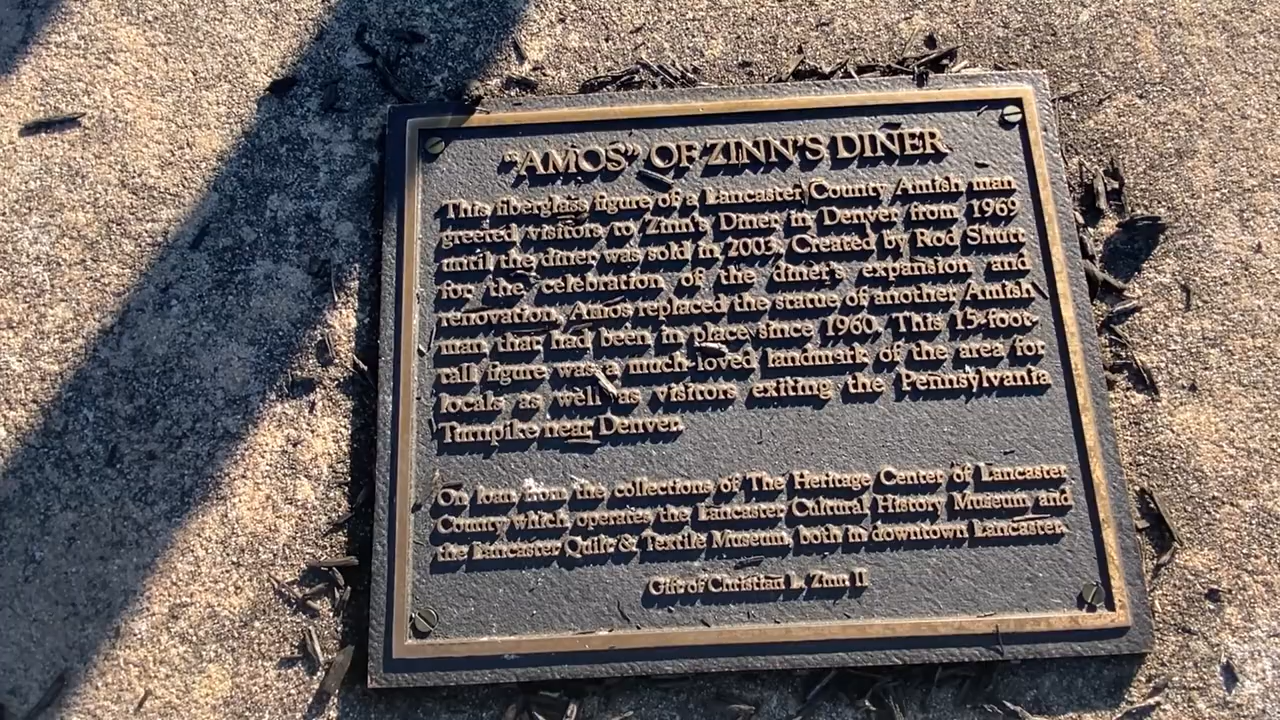 "AMOS" OF ZINN'S DINER
This fiberglass figure of a Lancaster County Amish man
greeted visitors to Zinn's Diner in Denver from 1969
until the diner was sold in 2003. Created by Rod Shutt
for the celebration of the diner's expansion and
renovation, Amos replaced the statue of another Amish
man that had been in place since 1960. This 15-foot-
tall figure was a much-loved landmark of the area for
locals as well as visitors exiting the Pennsylvania
Turnpike near Denver.
On loan from the collections of The Heritage Center of Lancaster
County which operates the Lancaster Cultural History Museum and
the Lancaster Quilt & Textile Museum, both in downtown Lancaster.
Gift of Christian L. Zinn II